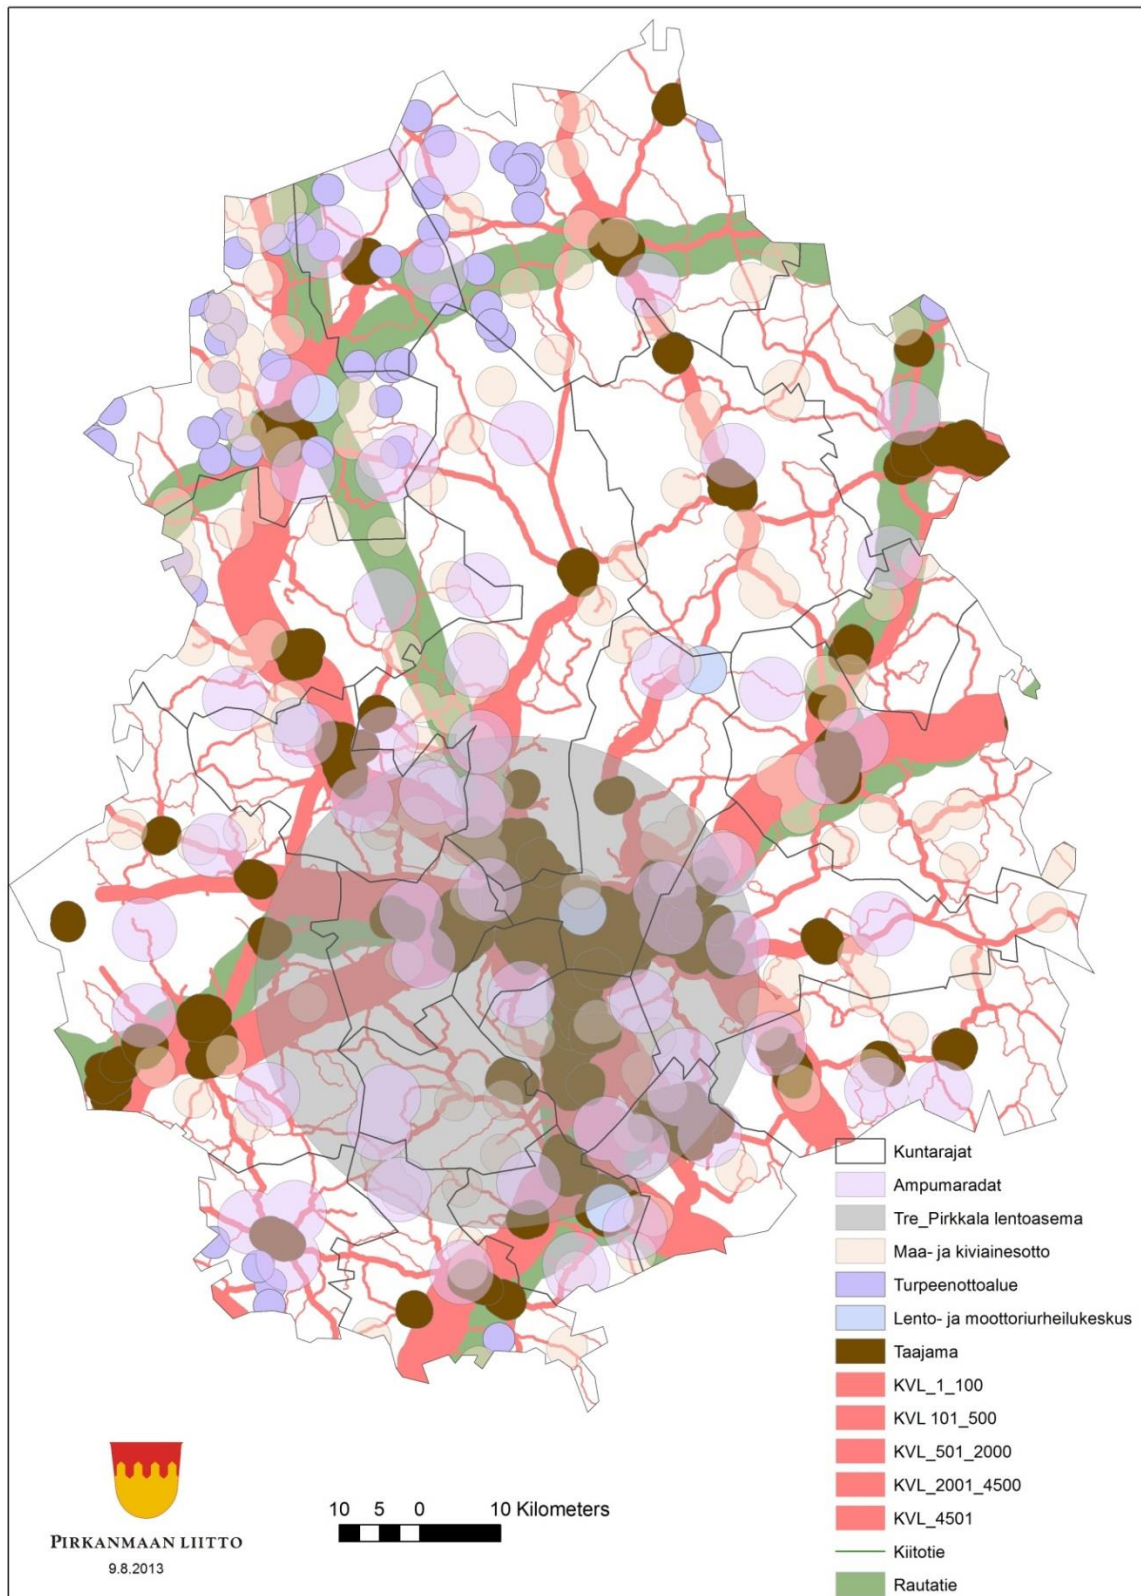 Kuntarajat
Ampumaradat
Tre_Pirkkala lentoasema
Maa- ja kiviainesotto
Turpeenottoalue
Lento- ja moottoriurheilukeskus
Taajama
KVL_1_100
KVL 101_500
KVL_501_2000
KVL_2001_4500
KVL_4501
Kiitotie
Rautatie
10 5 0 10 Kilometers
PIRKANMAAN LIITTO
9.8.2013